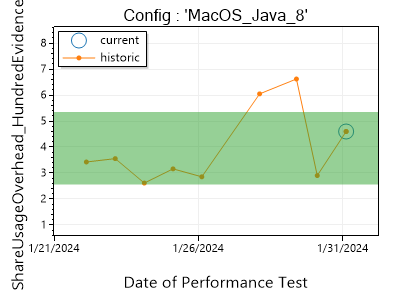 Config : 'MacOS_Java_8'
ShareUsageOverhead_HundredEvidence
current
historic
8
7
6
5
4
3
2
1
1/21/2024
1/26/2024
1/31/2024
Date of Performance Test